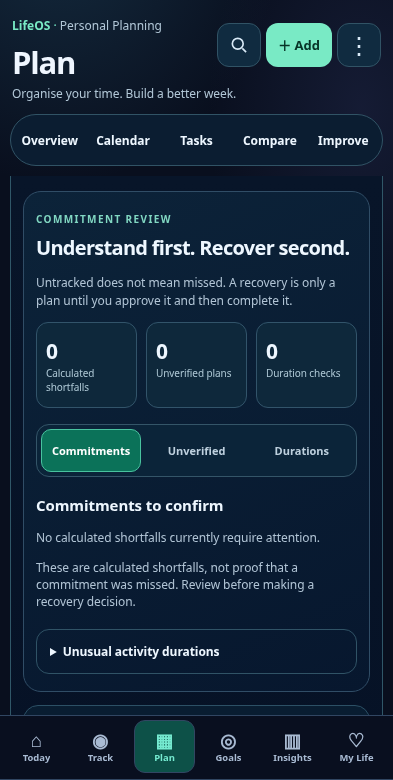 LifeOS · Personal Planning
Plan
Organise your time. Build a better week.
+ Add
Overview Calendar Tasks Compare Improve
COMMITMENT REVIEW
Understand first. Recover second.
Untracked does not mean missed. A recovery is only a
plan until you approve it and then complete it.
0 0 0
Calculated shortfalls
Unverified plans
Duration checks
Commitments Unverified Durations
Commitments to confirm
No calculated shortfalls currently require attention.
These are calculated shortfalls, not proof that a
commitment was missed. Review before making a
recovery decision.
Unusual activity durations
Today Track Plan Goals Insights My Life